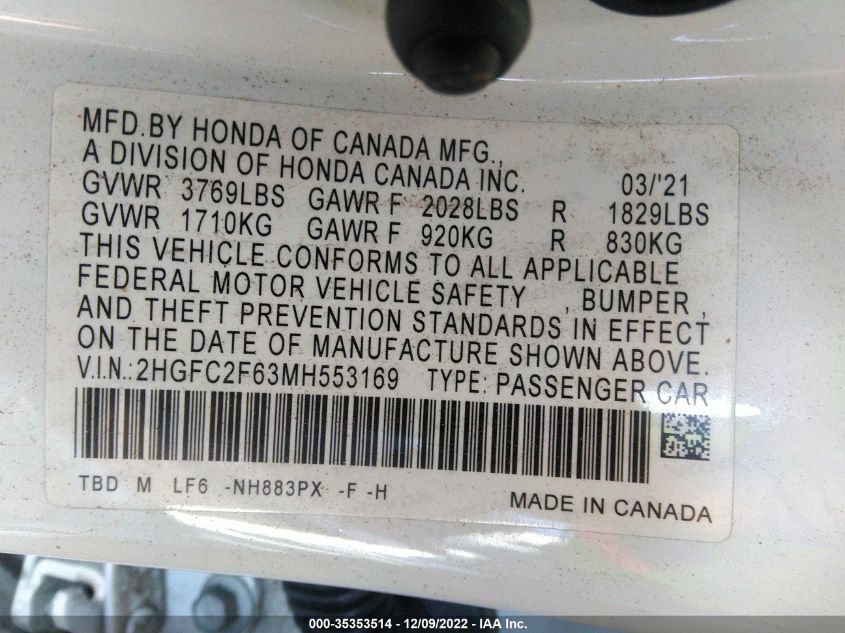 MFD.BY HONDA OF CANADA MFG.,
A DIVISION OF HONDA CANADA INC. 03/'21
GVWR 3769LBS GAWR F 2028LBS R 1829LBS
GVWR 1710KG GAWR F 920KG R 830KG
THIS VEHICLE CONFORMS TO ALL APPLICABLE
FEDERAL MOTOR VEHICLE SAFETY , BUMPER ,
AND THEFT PREVENTION STANDARDS IN EFFECT
ON THE DATE OF MANUFACTURE SHOWN ABOVE.
V.I.N.:2HGFC2F63MH553169 TYPE: PASSENGER CAR
TBD M LF6 -NH883PX -F -H
MADE IN CANADA
000-35353514 - 12/09/2022 - IAA Inc.